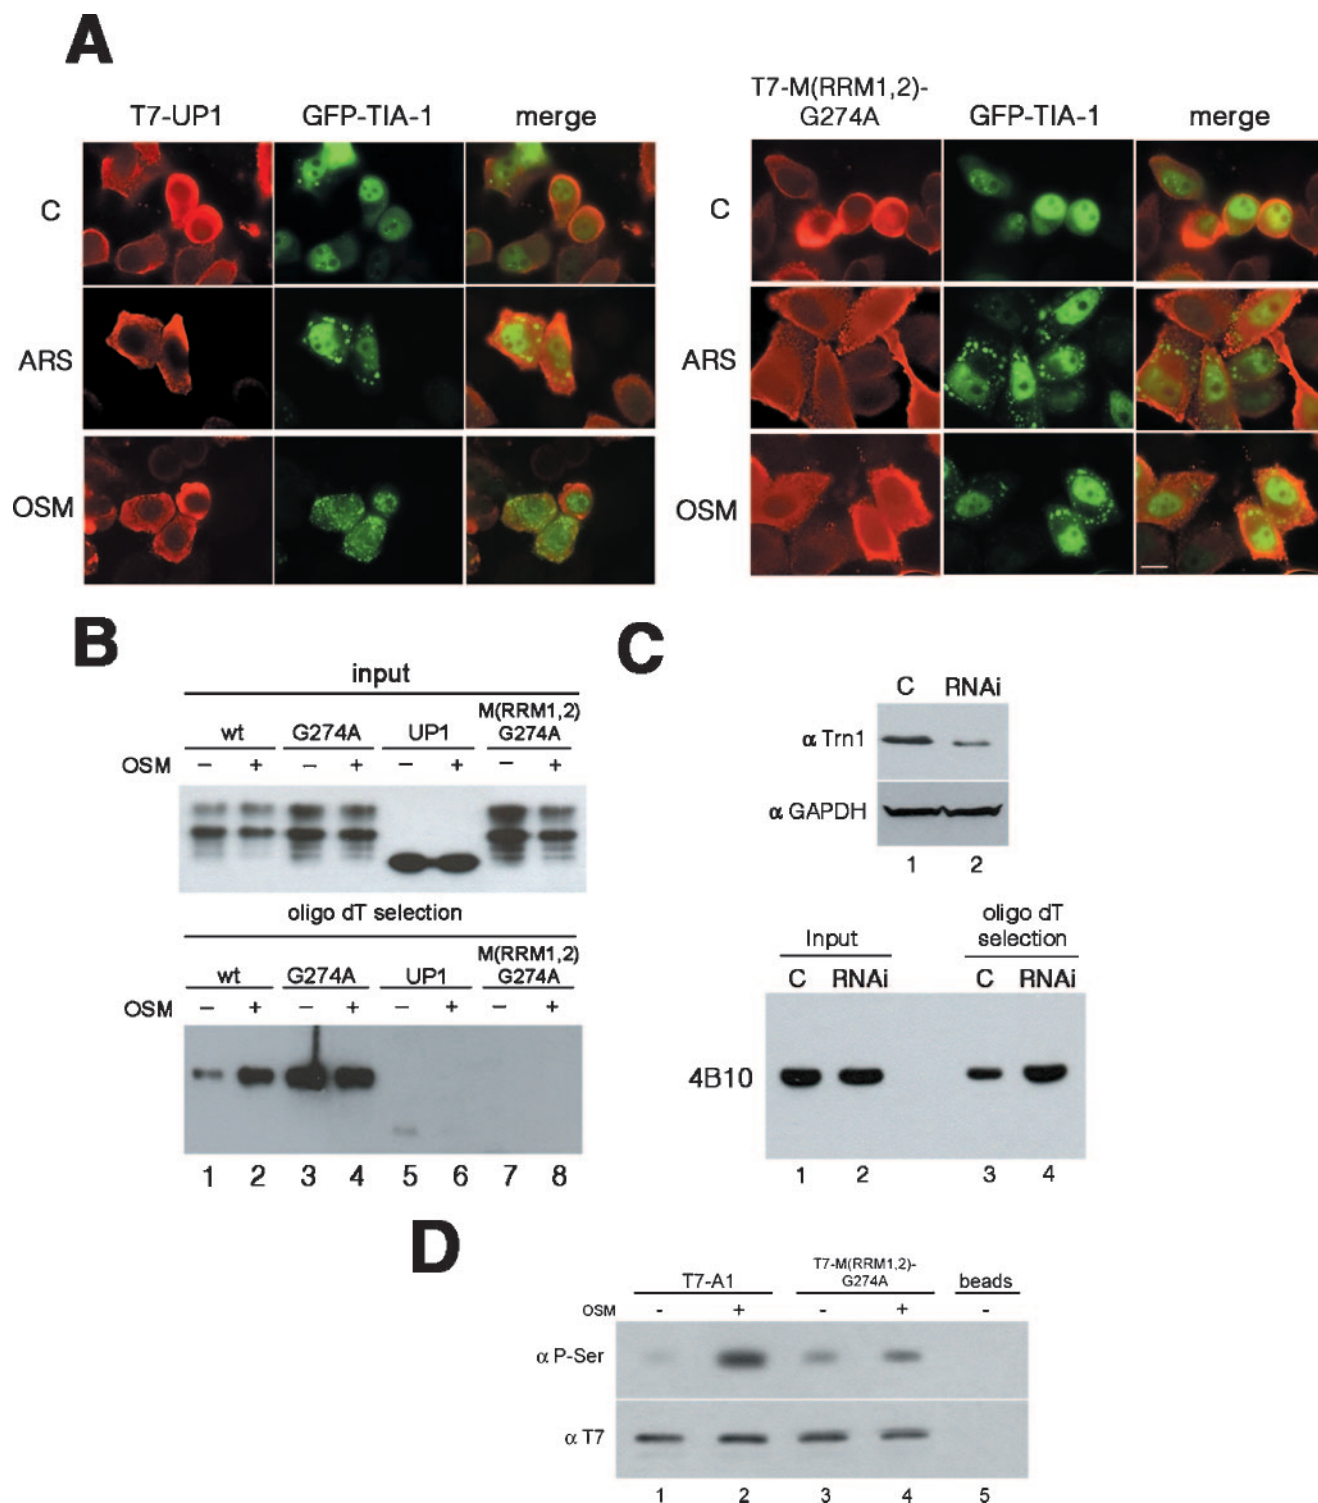 A
T7-UP1 GFP-TIA-1 merge
C
ARS
OSM
T7-M(RRM1,2)-
G274A GFP-TIA-1 merge
C
ARS
OSM
B
input
wt G274A UP1 M(RRM1,2)
G274A
OSM – + – + – + – +
oligo dT selection
wt G274A UP1 M(RRM1,2)
G274A
OSM – + – + – + – +
1 2 3 4 5 6 7 8
C
C RNAi
α Trn1
α GAPDH
1 2
Input oligo dT
selection
C RNAi C RNAi
4B10
1 2 3 4
D
T7-A1 T7-M(RRM1,2)-
G274A beads
OSM - + - + -
α P-Ser
α T7
1 2 3 4 5